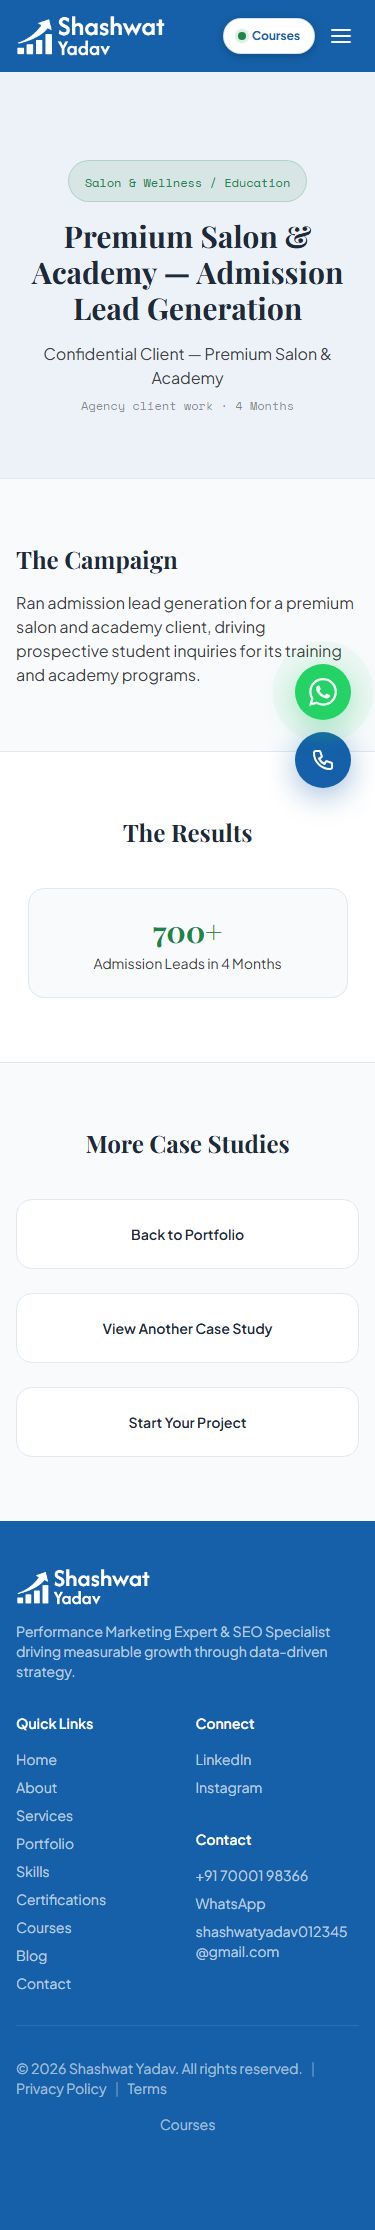 Shashwat
Yadav
Courses
Salon & Wellness / Education
Premium Salon &
Academy — Admission
Lead Generation
Confidential Client — Premium Salon &
Academy
Agency client work · 4 Months
The Campaign
Ran admission lead generation for a premium
salon and academy client, driving
prospective student inquiries for its training
and academy programs.
The Results
700+
Admission Leads in 4 Months
More Case Studies
Back to Portfolio
View Another Case Study
Start Your Project
Shashwat
Yadav
Performance Marketing Expert & SEO Specialist
driving measurable growth through data-driven
strategy.
Quick Links
Home
About
Services
Portfolio
Skills
Certifications
Courses
Blog
Contact
Connect
LinkedIn
Instagram
Contact
+91 70001 98366
WhatsApp
shashwatyadav012345
@gmail.com
© 2026 Shashwat Yadav. All rights reserved. |
Privacy Policy | Terms
Courses